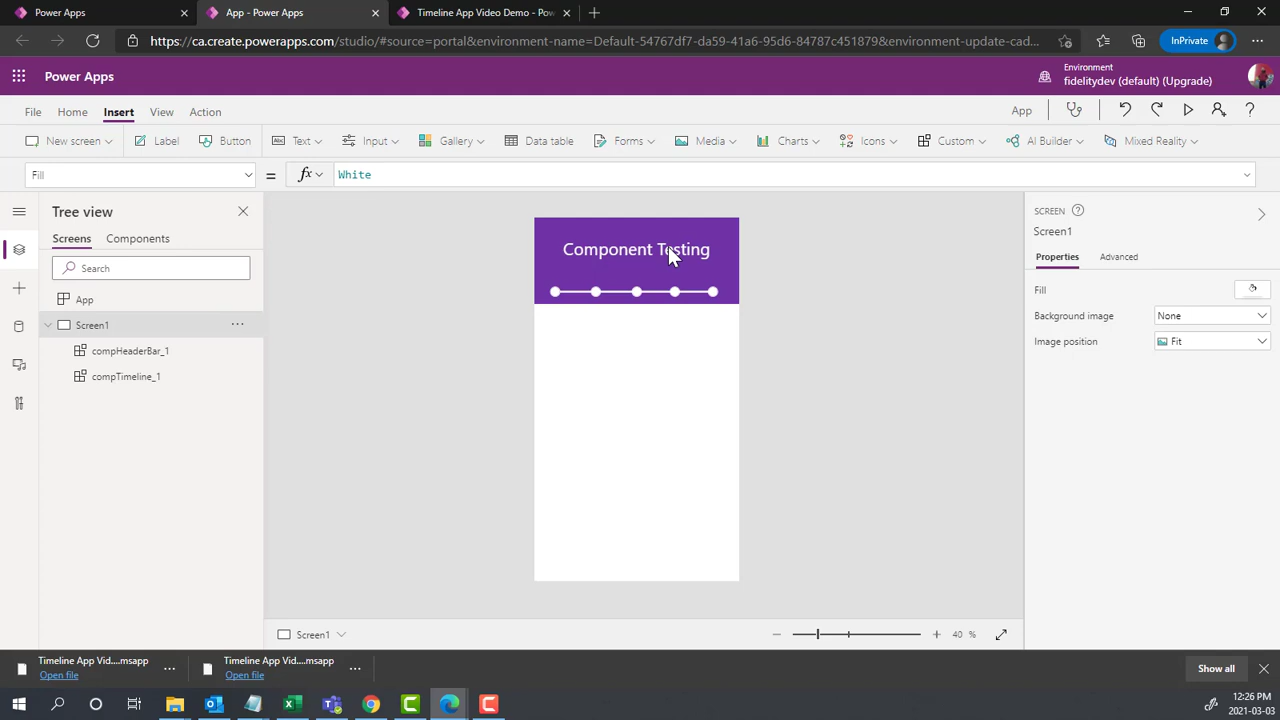 Power Apps
App - Power Apps
Timeline App Video Demo - Pow
https://ca.create.powerapps.com/studio/#source=portal&environment-name=Default-54767df7-da59-41a6-95d6-84787c451879&environment-update-cad...
InPrivate
Power Apps
Environment
fidelitydev (default) (Upgrade)
File Home Insert View Action
App
New screen Label Button Text Input Gallery Data table Forms Media Charts Icons Custom AI Builder Mixed Reality
Fill
= fx White
Tree view
Screens Components
Search
App
Screen1
compHeaderBar_1
compTimeline_1
Component Testing
SCREEN
Screen1
Properties Advanced
Fill
Background image None
Image position Fit
Screen1
40 %
Timeline App Vid....msapp
Open file
Timeline App Vid....msapp
Open file
Show all
12:26 PM
2021-03-03